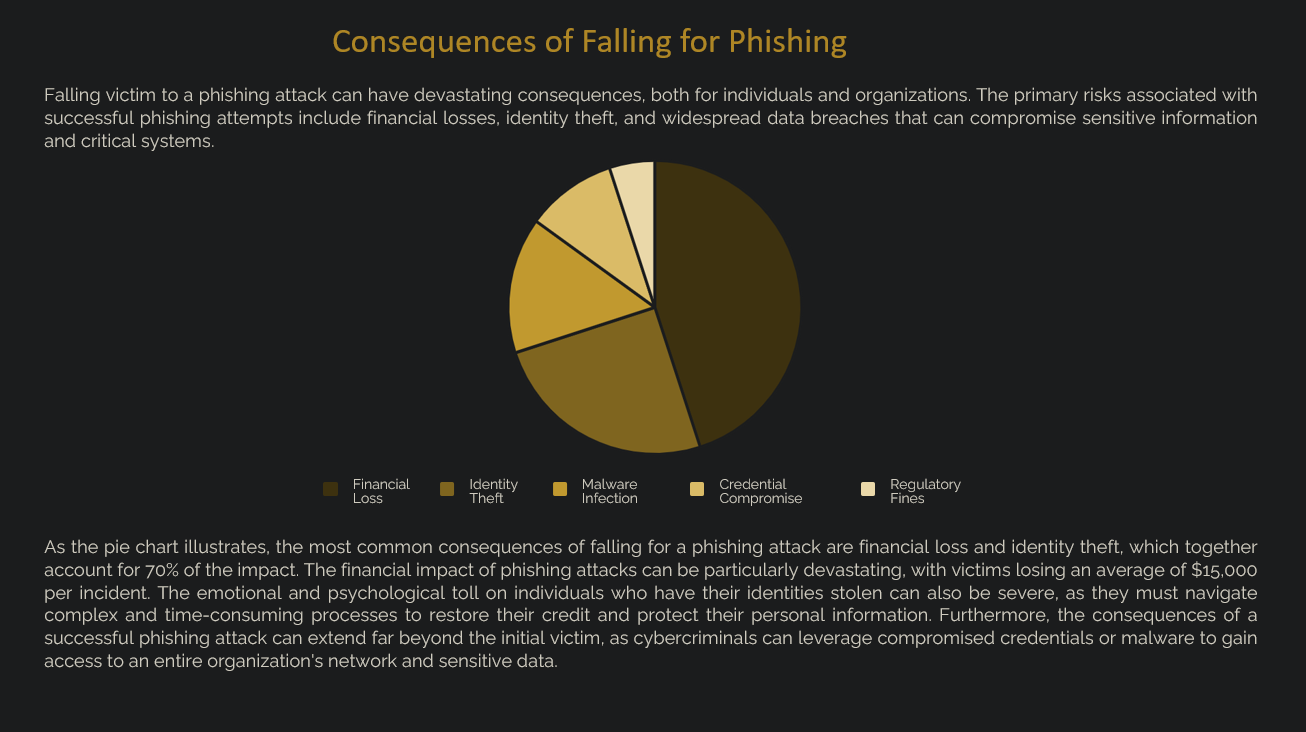 Consequences of Falling for Phishing
Falling victim to a phishing attack can have devastating consequences, both for individuals and organizations. The primary risks associated with
successful phishing attempts include financial losses, identity theft, and widespread data breaches that can compromise sensitive information
and critical systems.
Financial
Loss
Identity
Theft
Malware
Infection
Credential
Compromise
Regulatory
Fines
As the pie chart illustrates, the most common consequences of falling for a phishing attack are financial loss and identity theft, which together
account for 70% of the impact. The financial impact of phishing attacks can be particularly devastating, with victims losing an average of $15,000
per incident. The emotional and psychological toll on individuals who have their identities stolen can also be severe, as they must navigate
complex and time-consuming processes to restore their credit and protect their personal information. Furthermore, the consequences of a
successful phishing attack can extend far beyond the initial victim, as cybercriminals can leverage compromised credentials or malware to gain
access to an entire organization's network and sensitive data.